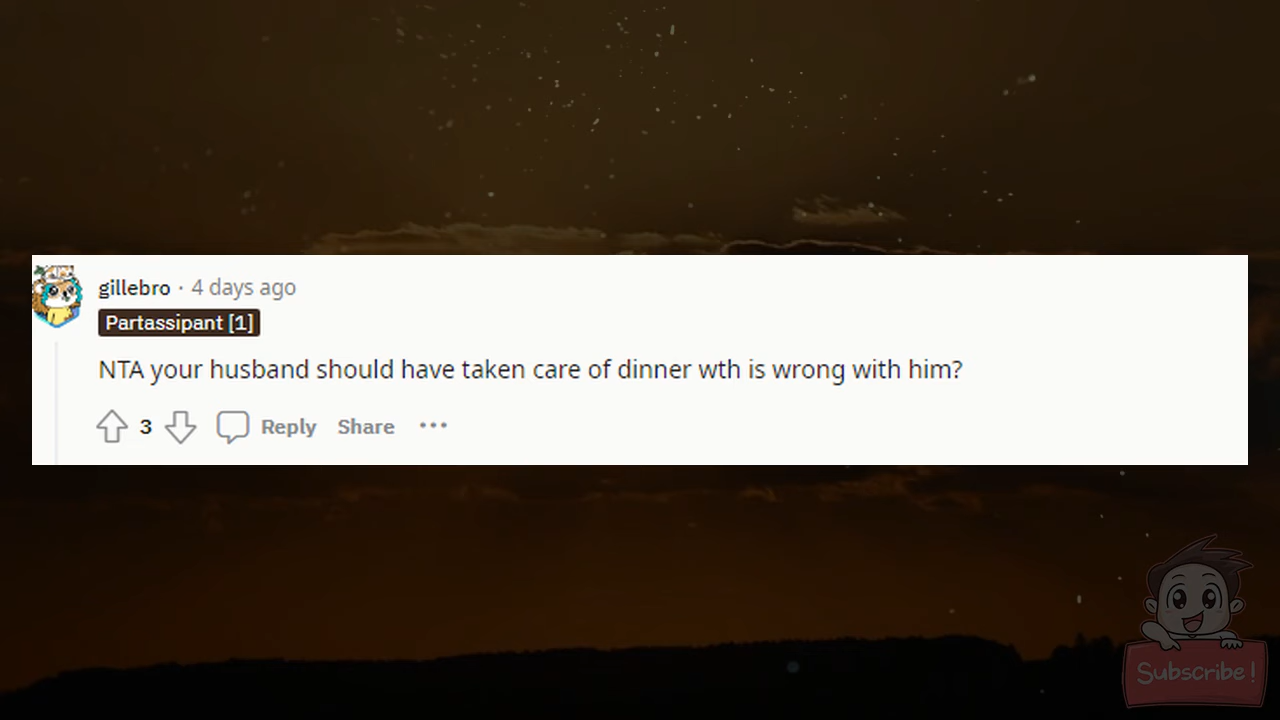 gillebro · 4 days ago
Partassipant [1]
NTA your husband should have taken care of dinner wth is wrong with him?
3 Reply Share ···
Subscribe!